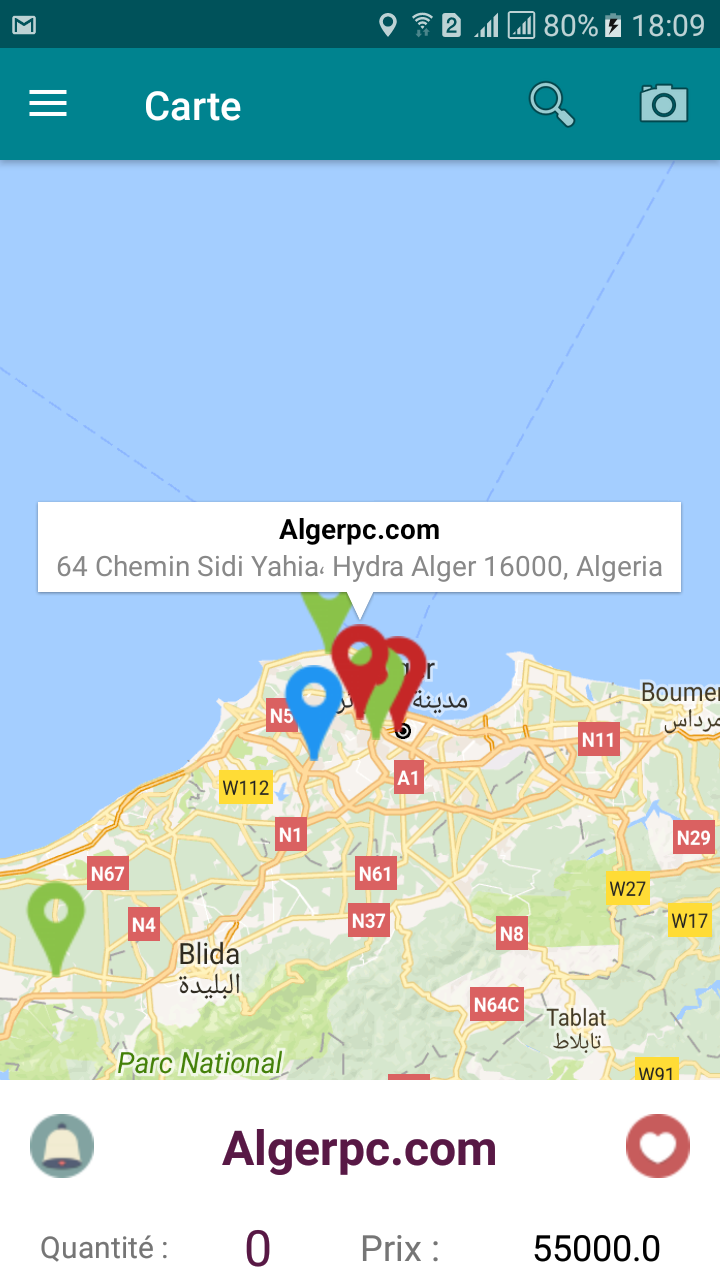 2 80% 18:09
Carte
Algerpc.com
64 Chemin Sidi Yahia، Hydra Alger 16000, Algeria
مدينة
Boumer
مرداس
N5
N11
A1
W112
N1
N29
N67
N61
W27
N4
N37
W17
N8
Blida
البليدة
N64C
Tablat
تابلاط
Parc National
W91
Algerpc.com
Quantité : 0 Prix : 55000.0